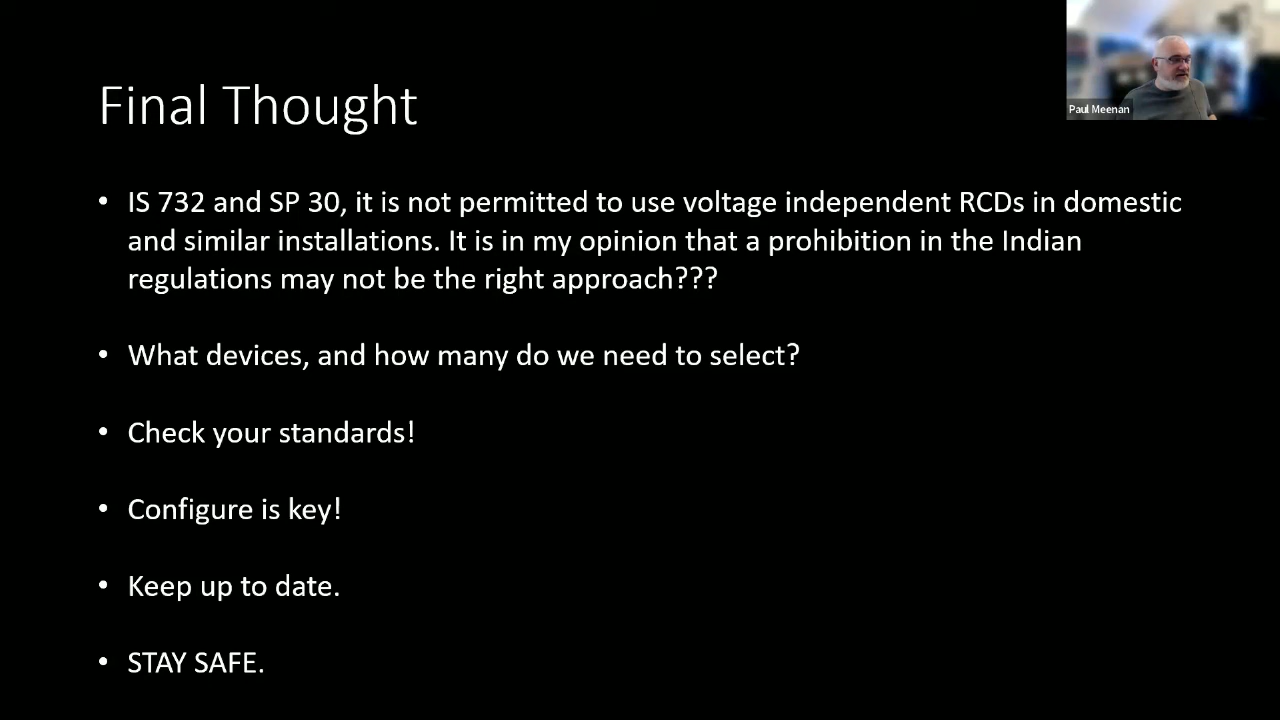 Paul Meenan
Final Thought
• IS 732 and SP 30, it is not permitted to use voltage independent RCDs in domestic
and similar installations. It is in my opinion that a prohibition in the Indian
regulations may not be the right approach???
• What devices, and how many do we need to select?
• Check your standards!
• Configure is key!
• Keep up to date.
• STAY SAFE.